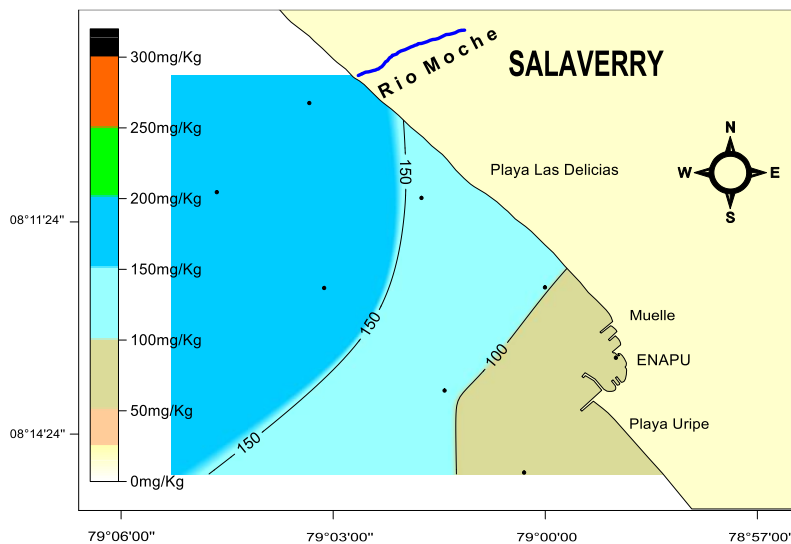 SALAVERRY
Rio Moche
300mg/Kg
250mg/Kg
200mg/Kg
150mg/Kg
100mg/Kg
50mg/Kg
0mg/Kg
N
W
E
S
Playa Las Delicias
150
150
150
100
Muelle
ENAPU
Playa Uripe
08°11'24"
08°14'24"
79°06'00"
79°03'00"
79°00'00
78°57'00"